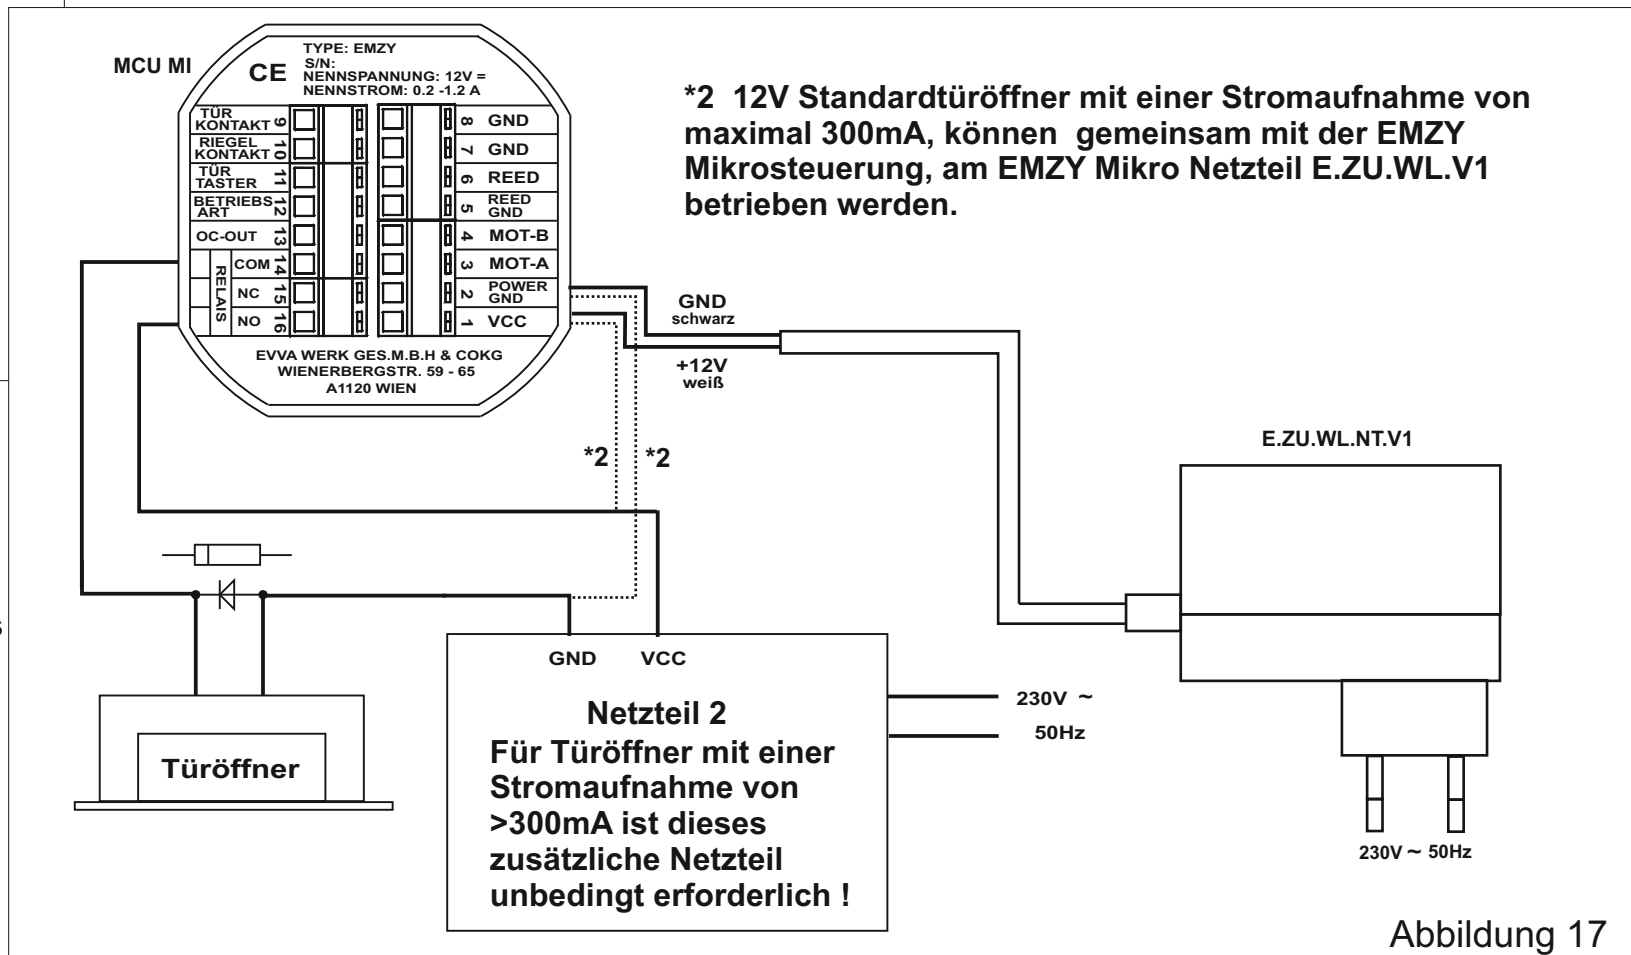 MCU MI
CE
TYPE: EMZY
S/N:
NENNSPANNUNG: 12V =
NENNSTROM: 0.2 -1.2 A
TÜR
KONTAKT 9
RIEGEL
KONTAKT 10
TÜR
TASTER 11
BETRIEBS
ART 12
OC-OUT 13
RELAIS
COM 14
NC 15
NO 16
8 GND
7 GND
6 REED
5 REED
GND
4 MOT-B
3 MOT-A
2 POWER
GND
1 VCC
EVVA WERK GES.M.B.H & COKG
WIENERBERGSTR. 59 - 65
A1120 WIEN
*2 12V Standardtüröffner mit einer Stromaufnahme von
maximal 300mA, können gemeinsam mit der EMZY
Mikrosteuerung, am EMZY Mikro Netzteil E.ZU.WL.V1
betrieben werden.
GND
schwarz
+12V
weiß
*2 *2
E.ZU.WL.NT.V1
GND VCC
Netzteil 2
Für Türöffner mit einer
Stromaufnahme von
>300mA ist dieses
zusätzliche Netzteil
unbedingt erforderlich !
230V ~
50Hz
Türöffner
230V ~ 50Hz
Abbildung 17